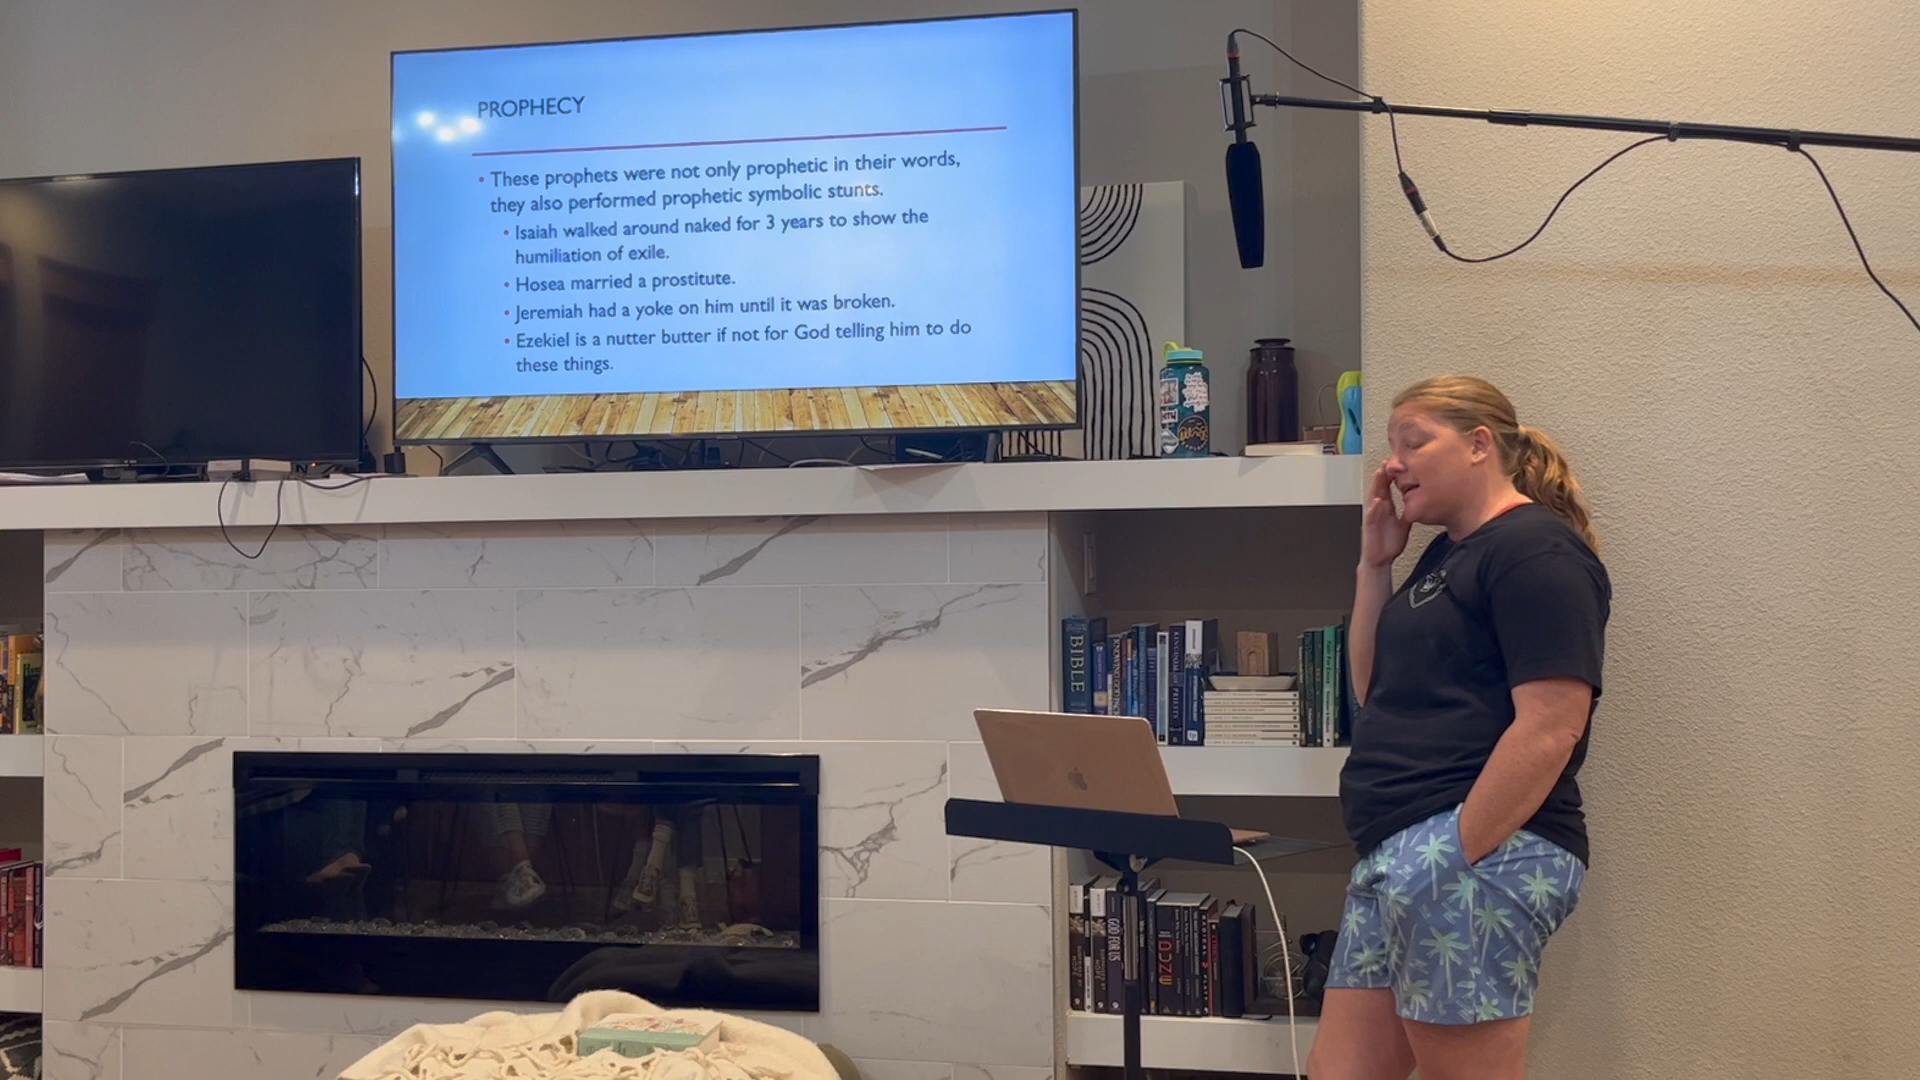 PROPHECY
• These prophets were not only prophetic in their words,
they also performed prophetic symbolic stunts.
• Isaiah walked around naked for 3 years to show the
humiliation of exile.
• Hosea married a prostitute.
• Jeremiah had a yoke on him until it was broken.
• Ezekiel is a nutter butter if not for God telling him to do
these things.
BIBLE
GOD FOR US